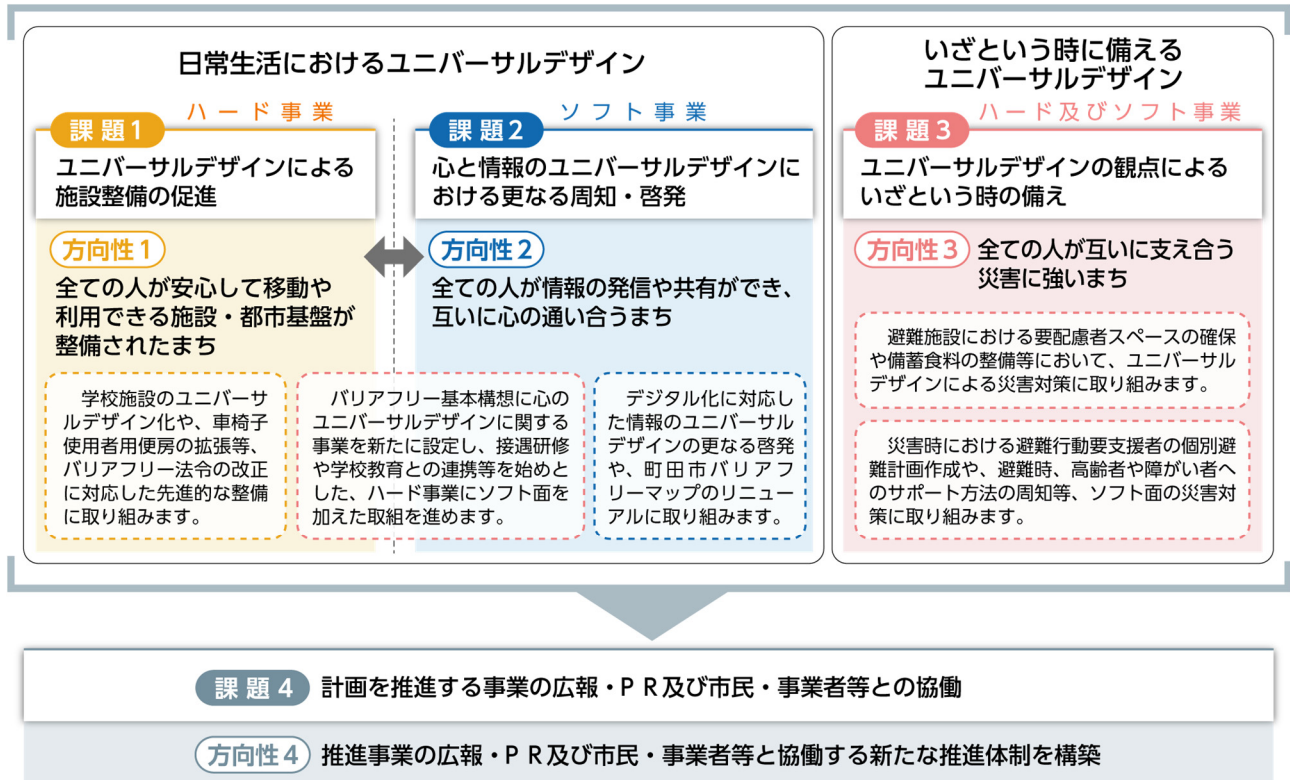 日常生活におけるユニバーサルデザイン
ハード事業
課題1
ユニバーサルデザインによる
施設整備の促進
方向性1
全ての人が安心して移動や
利用できる施設・都市基盤が
整備されたまち
学校施設のユニバーサ
ルデザイン化や、車椅子
使用者用便房の拡張等、
バリアフリー法令の改正
に対応した先進的な整備
に取り組みます。
ソフト事業
課題2
心と情報のユニバーサルデザインに
おける更なる周知・啓発
方向性2
全ての人が情報の発信や共有ができ、
互いに心の通い合うまち
バリアフリー基本構想に心の
ユニバーサルデザインに関する
事業を新たに設定し、接遇研修
や学校教育との連携等を始めと
した、ハード事業にソフト面を
加えた取組を進めます。
デジタル化に対応し
た情報のユニバーサル
デザインの更なる啓発
や、町田市バリアフ
リーマップのリニュー
アルに取り組みます。
いざという時に備える
ユニバーサルデザイン
ハード及びソフト事業
課題3
ユニバーサルデザインの観点による
いざという時の備え
方向性3
全ての人が互いに支え合う
災害に強いまち
避難施設における要配慮者スペースの確保
や備蓄食料の整備等において、ユニバーサル
デザインによる災害対策に取り組みます。
災害時における避難行動要支援者の個別避
難計画作成や、避難時、高齢者や障がい者へ
のサポート方法の周知等、ソフト面の災害対
策に取り組みます。
課題4 計画を推進する事業の広報・PR及び市民・事業者等との協働
方向性4 推進事業の広報・PR及び市民・事業者等と協働する新たな推進体制を構築